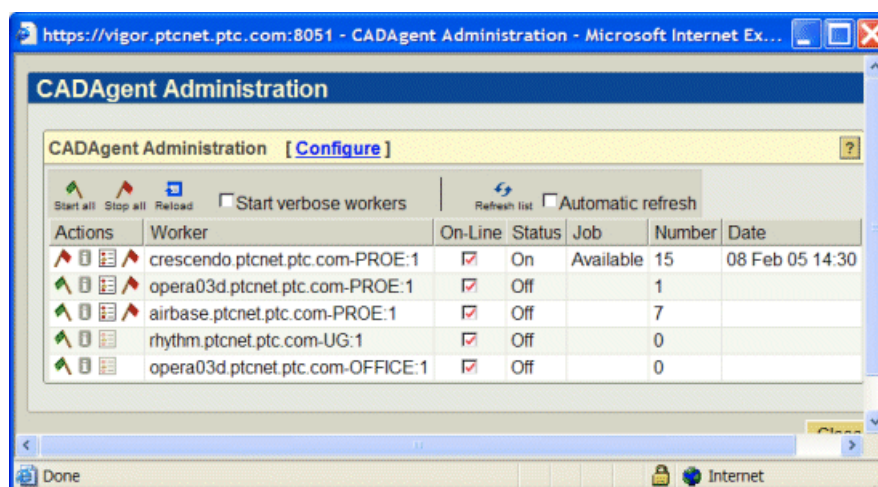 https://vigor.ptcnet.ptc.com:8051 - CADAgent Administration - Microsoft Internet Ex...
CADAgent Administration
CADAgent Administration [ Configure ] ?
Start all Stop all Reload Start verbose workers Refresh list Automatic refresh
Actions Worker On-Line Status Job Number Date
crescendo.ptcnet.ptc.com-PROE:1 On Available 15 08 Feb 05 14:30
opera03d.ptcnet.ptc.com-PROE:1 Off 1
airbase.ptcnet.ptc.com-PROE:1 Off 7
rhythm.ptcnet.ptc.com-UG:1 Off 0
opera03d.ptcnet.ptc.com-OFFICE:1 Off 0
Done Internet